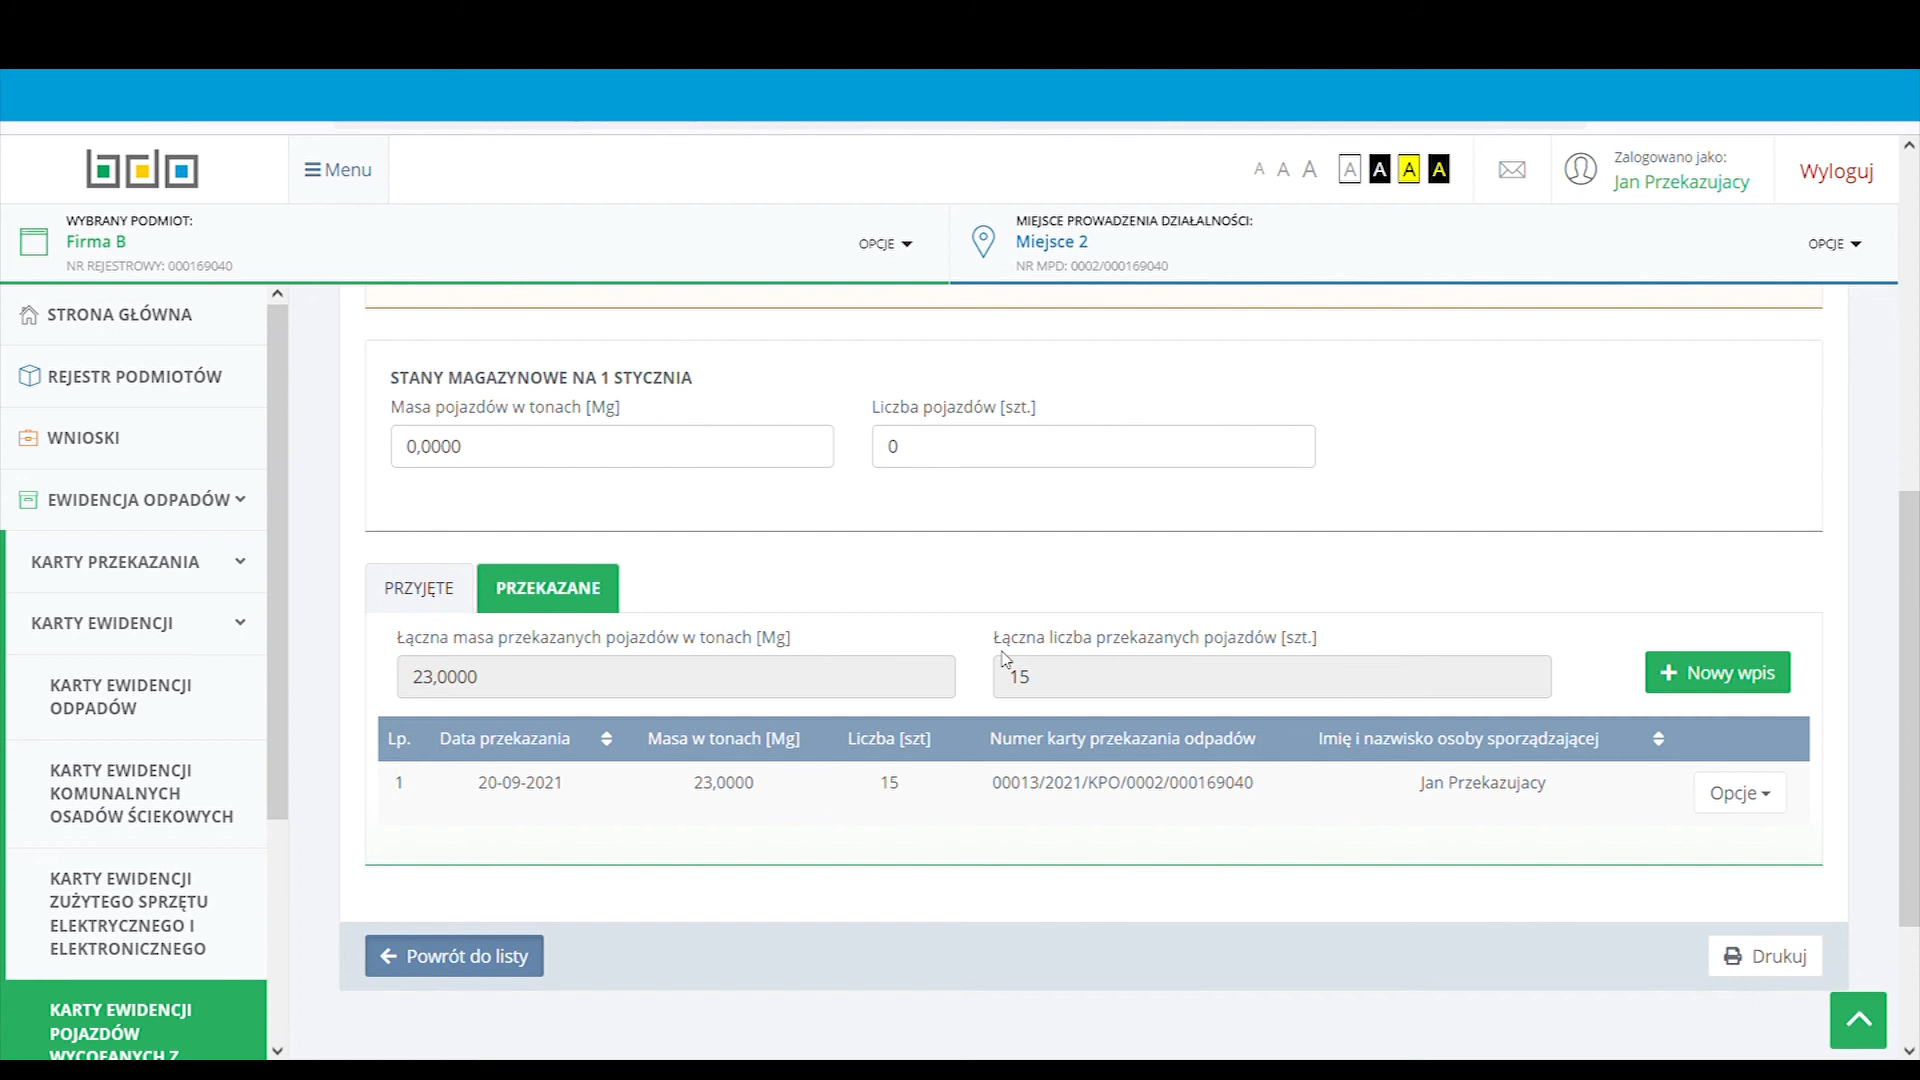 bdo
Menu
A A A A A A A
Zalogowano jako:
Jan Przekazujacy
Wyloguj
WYBRANY PODMIOT:
Firma B
NR REJESTROWY: 000169040
OPCJE
MIEJSCE PROWADZENIA DZIAŁALNOŚCI:
Miejsce 2
NR MPD: 0002/000169040
OPCJE
STRONA GŁÓWNA
REJESTR PODMIOTÓW
WNIOSKI
EWIDENCJA ODPADÓW
KARTY PRZEKAZANIA
KARTY EWIDENCJI
KARTY EWIDENCJI
ODPADÓW
KARTY EWIDENCJI
KOMUNALNYCH
OSADÓW ŚCIEKOWYCH
KARTY EWIDENCJI
ZUŻYTEGO SPRZĘTU
ELEKTRYCZNEGO I
ELEKTRONICZNEGO
KARTY EWIDENCJI
POJAZDÓW
WYCOFANYCH Z
STANY MAGAZYNOWE NA 1 STYCZNIA
Masa pojazdów w tonach [Mg] Liczba pojazdów [szt.]
0,0000 0
PRZYJĘTE PRZEKAZANE
Łączna masa przekazanych pojazdów w tonach [Mg] Łączna liczba przekazanych pojazdów [szt.]
23,0000 15
Nowy wpis
Lp. Data przekazania Masa w tonach [Mg] Liczba [szt] Numer karty przekazania odpadów Imię i nazwisko osoby sporządzającej
1 20-09-2021 23,0000 15 00013/2021/KPO/0002/000169040 Jan Przekazujacy Opcje
Powrót do listy
Drukuj